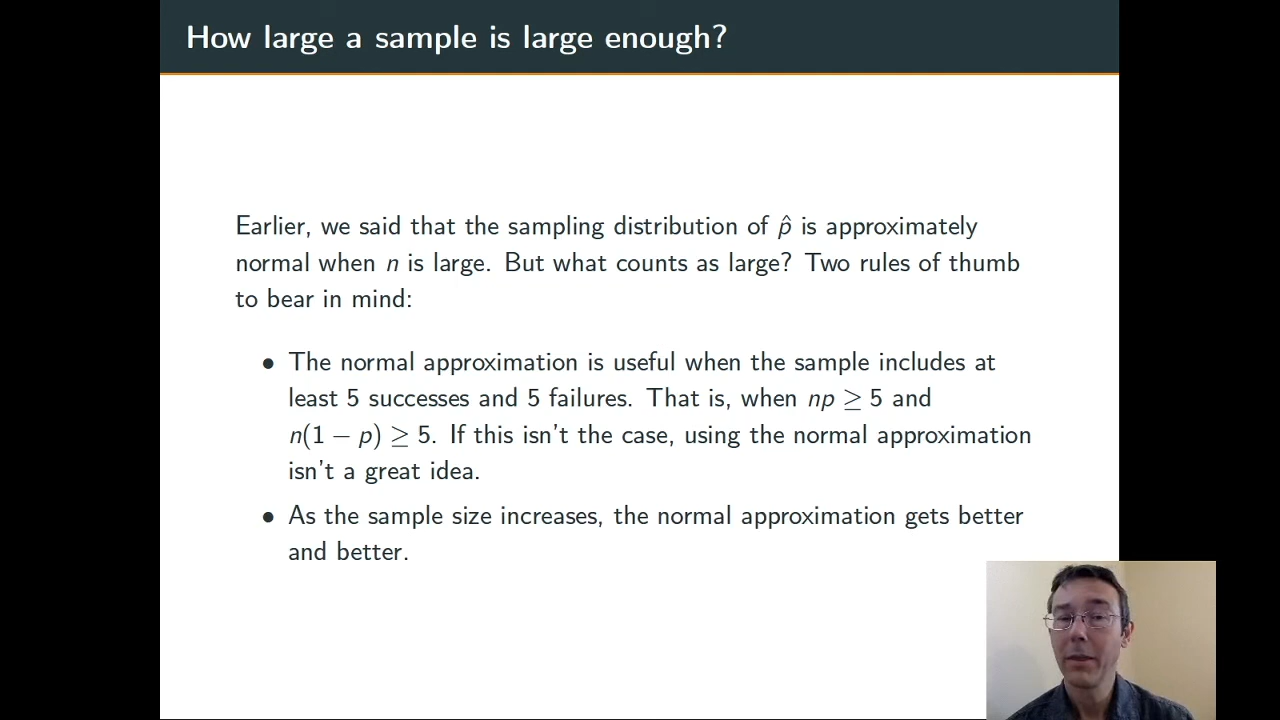 How large a sample is large enough?
Earlier, we said that the sampling distribution of p̂ is approximately
normal when n is large. But what counts as large? Two rules of thumb
to bear in mind:
• The normal approximation is useful when the sample includes at
least 5 successes and 5 failures. That is, when np ≥ 5 and
n(1 − p) ≥ 5. If this isn't the case, using the normal approximation
isn't a great idea.
• As the sample size increases, the normal approximation gets better
and better.